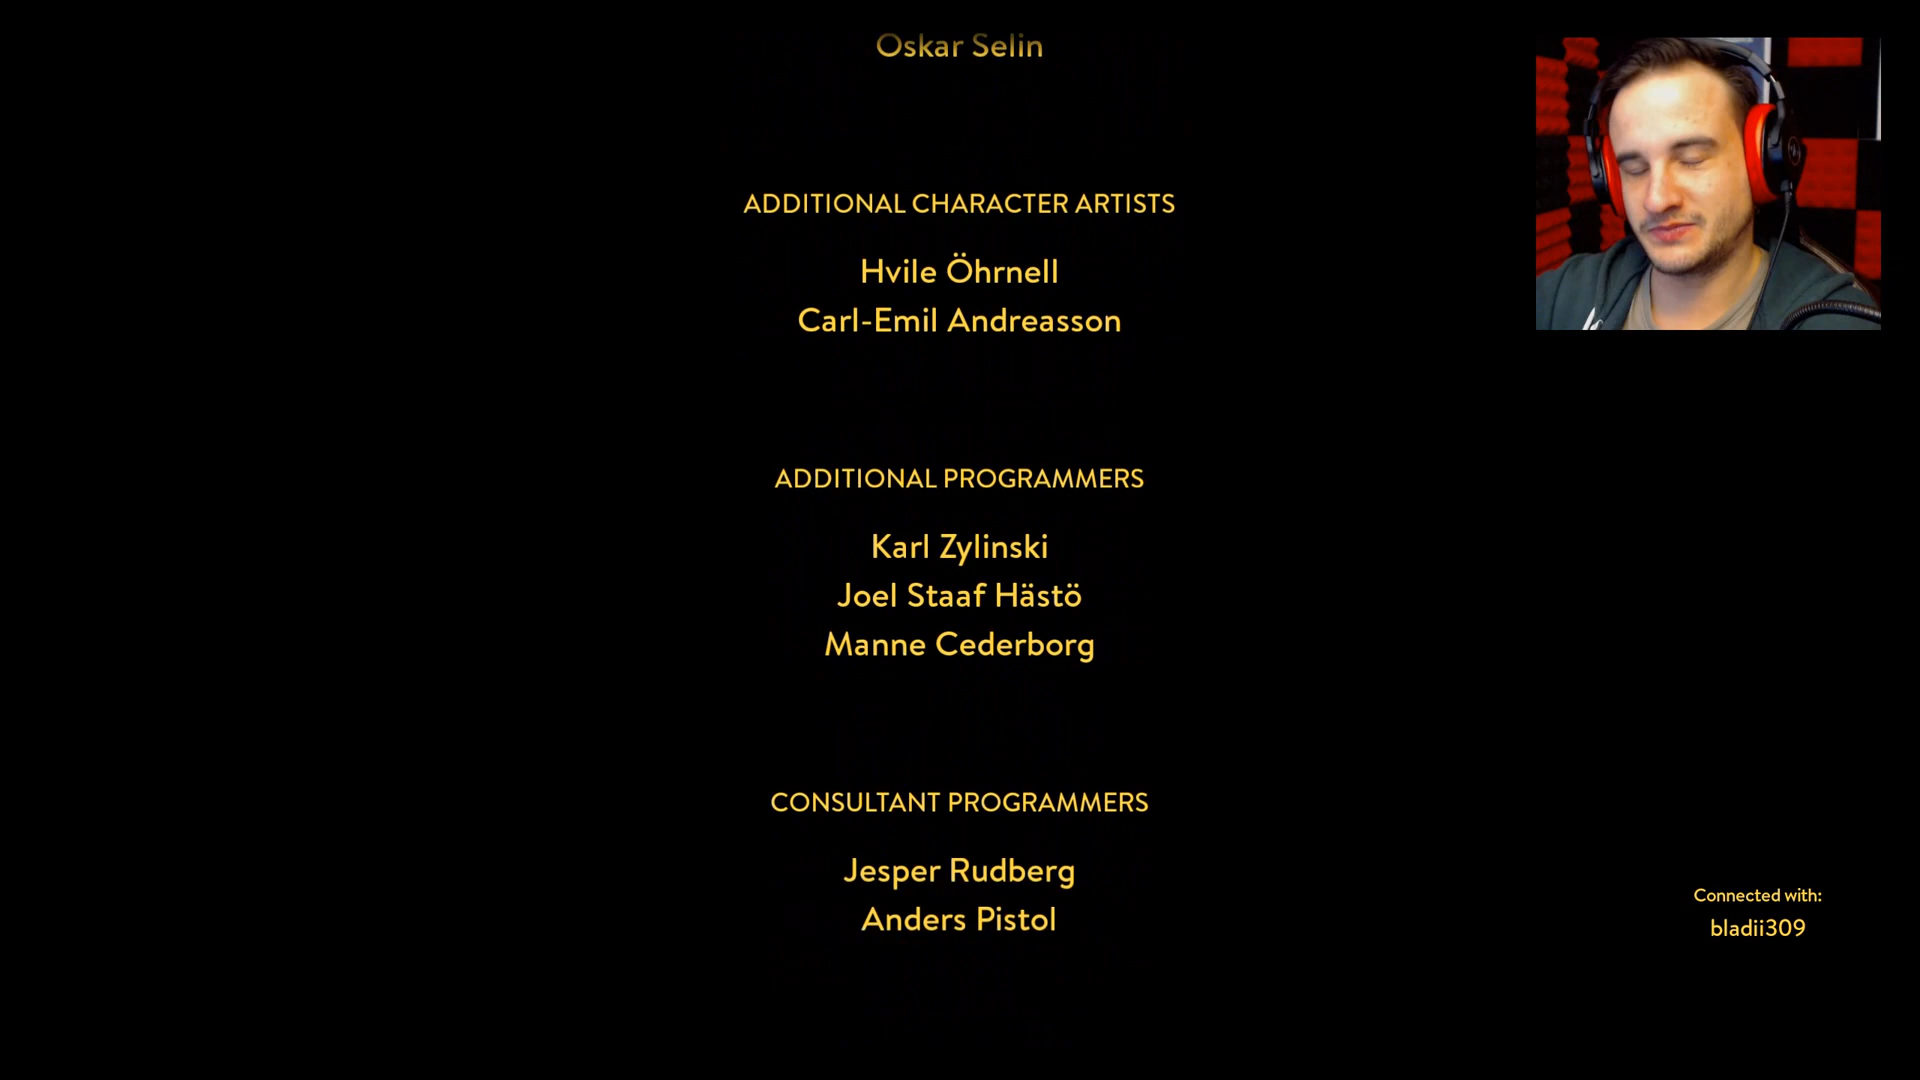 Oskar Selin
ADDITIONAL CHARACTER ARTISTS
Hvile Öhrnell
Carl-Emil Andreasson
ADDITIONAL PROGRAMMERS
Karl Zylinski
Joel Staaf Hästö
Manne Cederborg
CONSULTANT PROGRAMMERS
Jesper Rudberg
Anders Pistol
Connected with:
bladii309